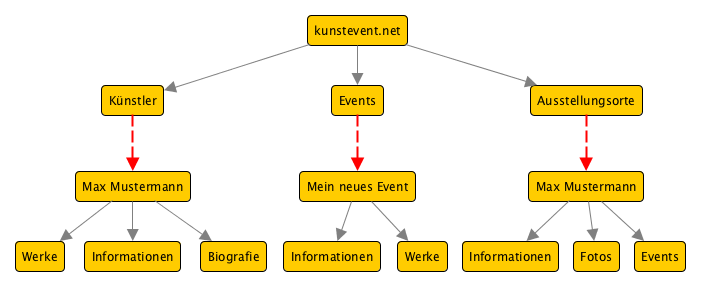 kunstevent.net
Künstler
Events
Ausstellungsorte
Max Mustermann
Mein neues Event
Max Mustermann
Werke
Informationen
Biografie
Informationen
Werke
Informationen
Fotos
Events